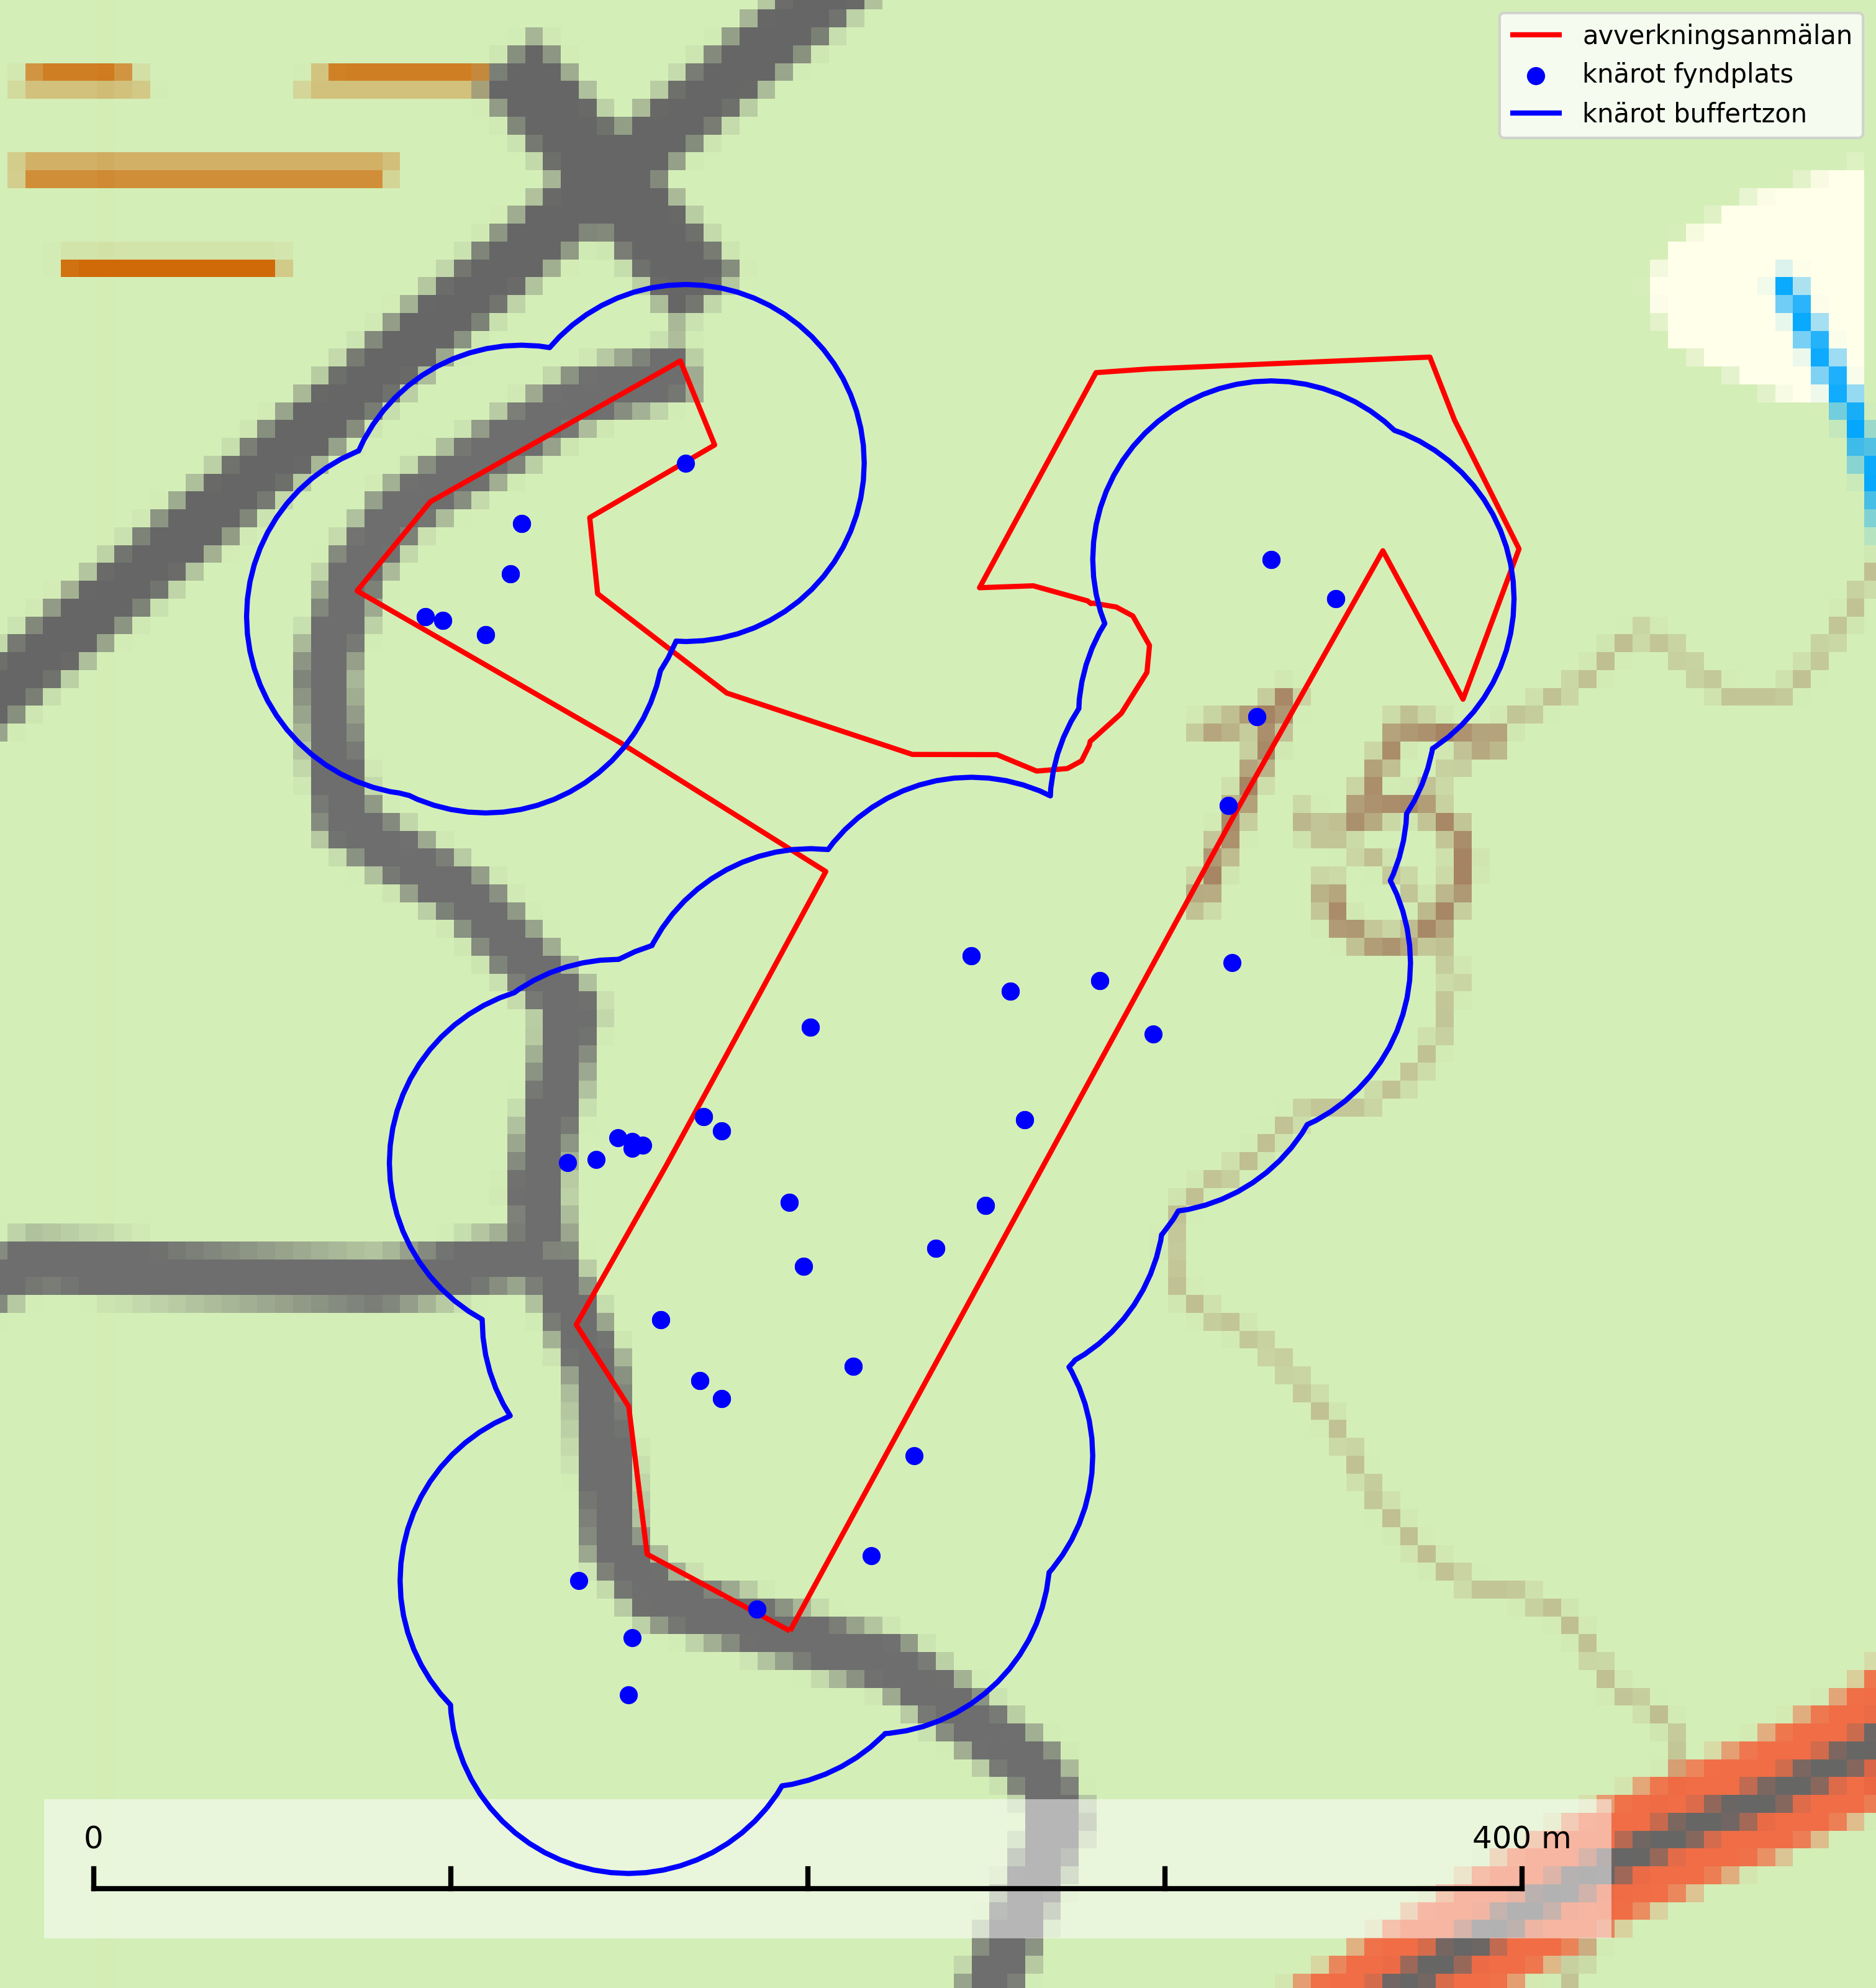 avverkningsanmälan
knärot fyndplats
knärot buffertzon
0
400 m